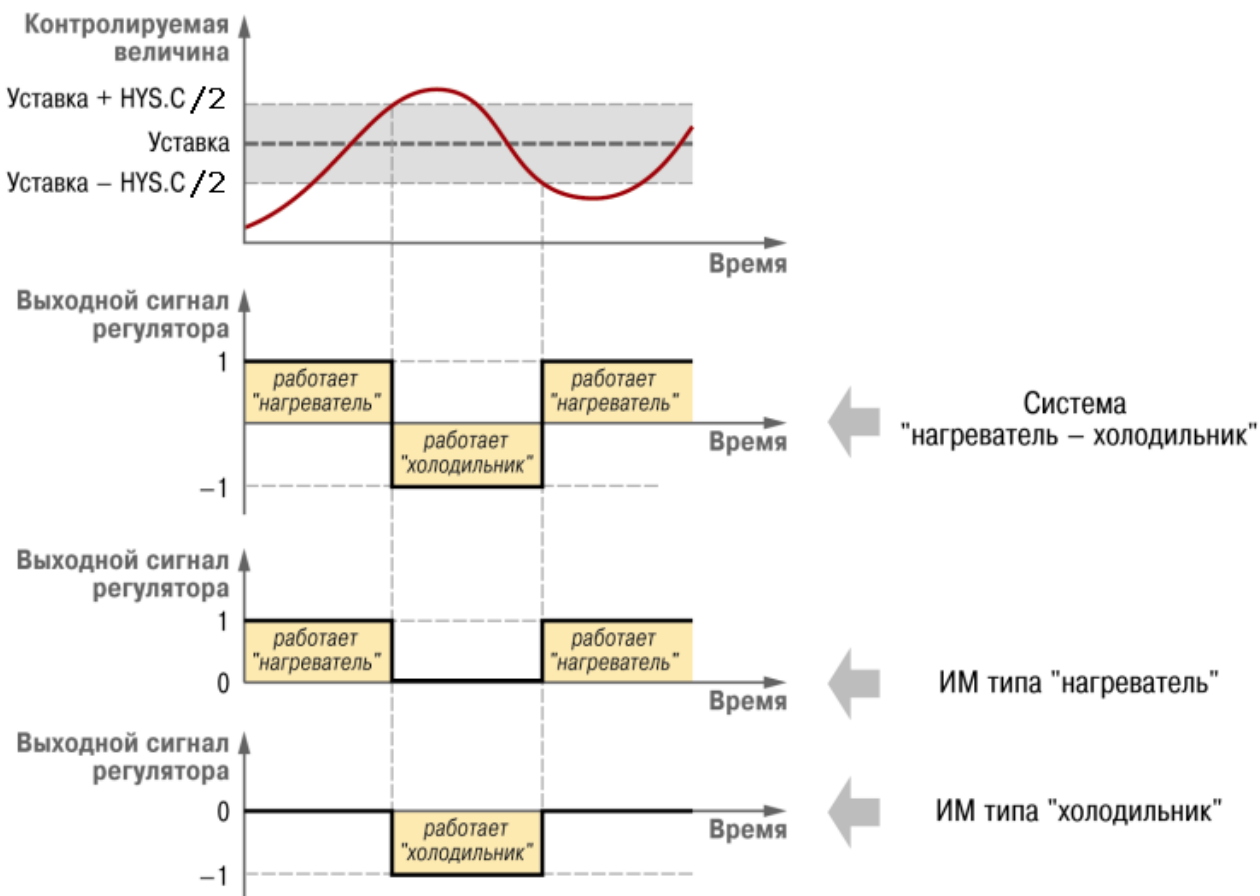 Контролируемая
величина
Уставка + HYS.C/2
Уставка
Уставка – HYS.C/2
Время
Выходной сигнал
регулятора
1
работает
"нагреватель"
работает
"нагреватель"
работает
"холодильник"
Время
–1
Система
"нагреватель – холодильник"
Выходной сигнал
регулятора
1
работает
"нагреватель"
работает
"нагреватель"
0
Время
ИМ типа "нагреватель"
Выходной сигнал
регулятора
0
работает
"холодильник"
Время
–1
ИМ типа "холодильник"